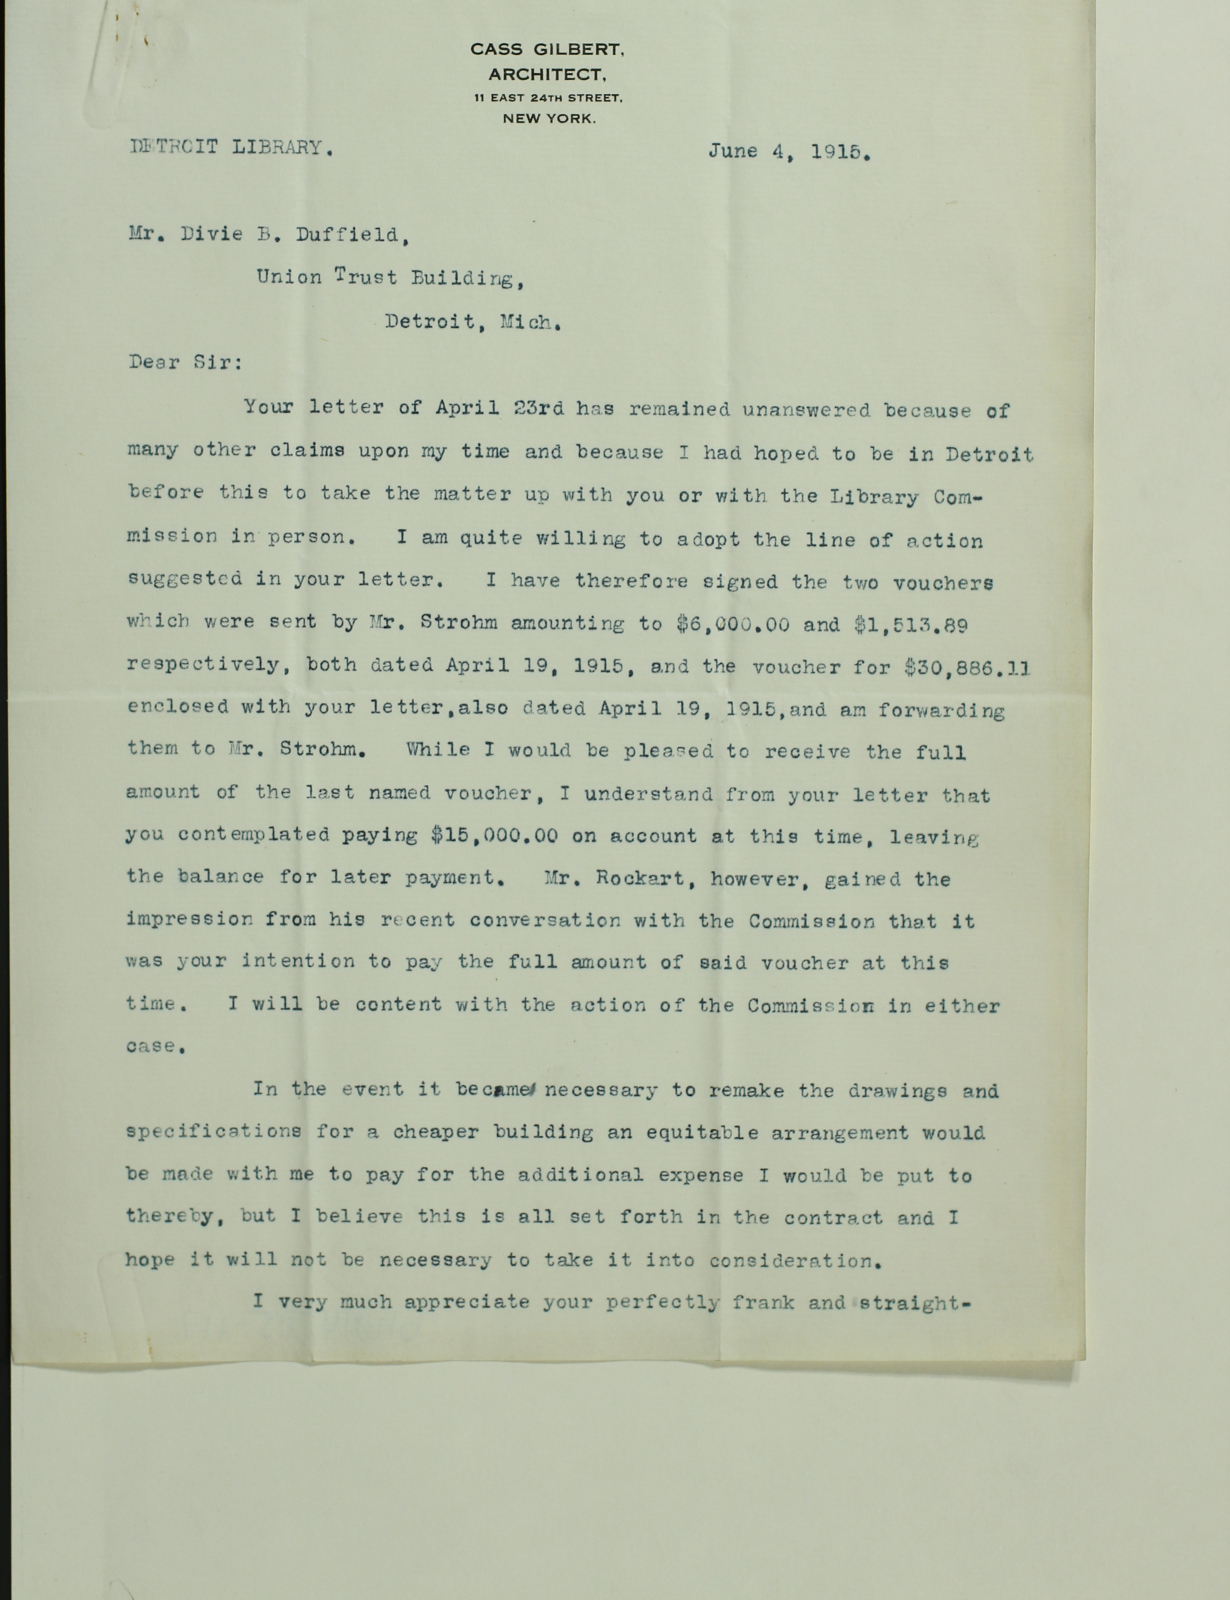 CASS GILBERT,
ARCHITECT,
11 EAST 24TH STREET,
NEW YORK.
DETROIT LIBRARY.
June 4, 1915.
Mr. Divie B. Duffield,
Union Trust Building,
Detroit, Mich.
Dear Sir:
Your letter of April 23rd has remained unanswered because of
many other claims upon my time and because I had hoped to be in Detroit
before this to take the matter up with you or with the Library Com-
mission in person. I am quite willing to adopt the line of action
suggested in your letter. I have therefore signed the two vouchers
which were sent by Mr. Strohm amounting to $6,000.00 and $1,513.89
respectively, both dated April 19, 1915, and the voucher for $30,886.11
enclosed with your letter,also dated April 19, 1915,and am forwarding
them to Mr. Strohm. While I would be pleased to receive the full
amount of the last named voucher, I understand from your letter that
you contemplated paying $15,000.00 on account at this time, leaving
the balance for later payment. Mr. Rockart, however, gained the
impression from his recent conversation with the Commission that it
was your intention to pay the full amount of said voucher at this
time. I will be content with the action of the Commission in either
case.
In the event it became necessary to remake the drawings and
specifications for a cheaper building an equitable arrangement would
be made with me to pay for the additional expense I would be put to
thereby, but I believe this is all set forth in the contract and I
hope it will not be necessary to take it into consideration.
I very much appreciate your perfectly frank and straight-